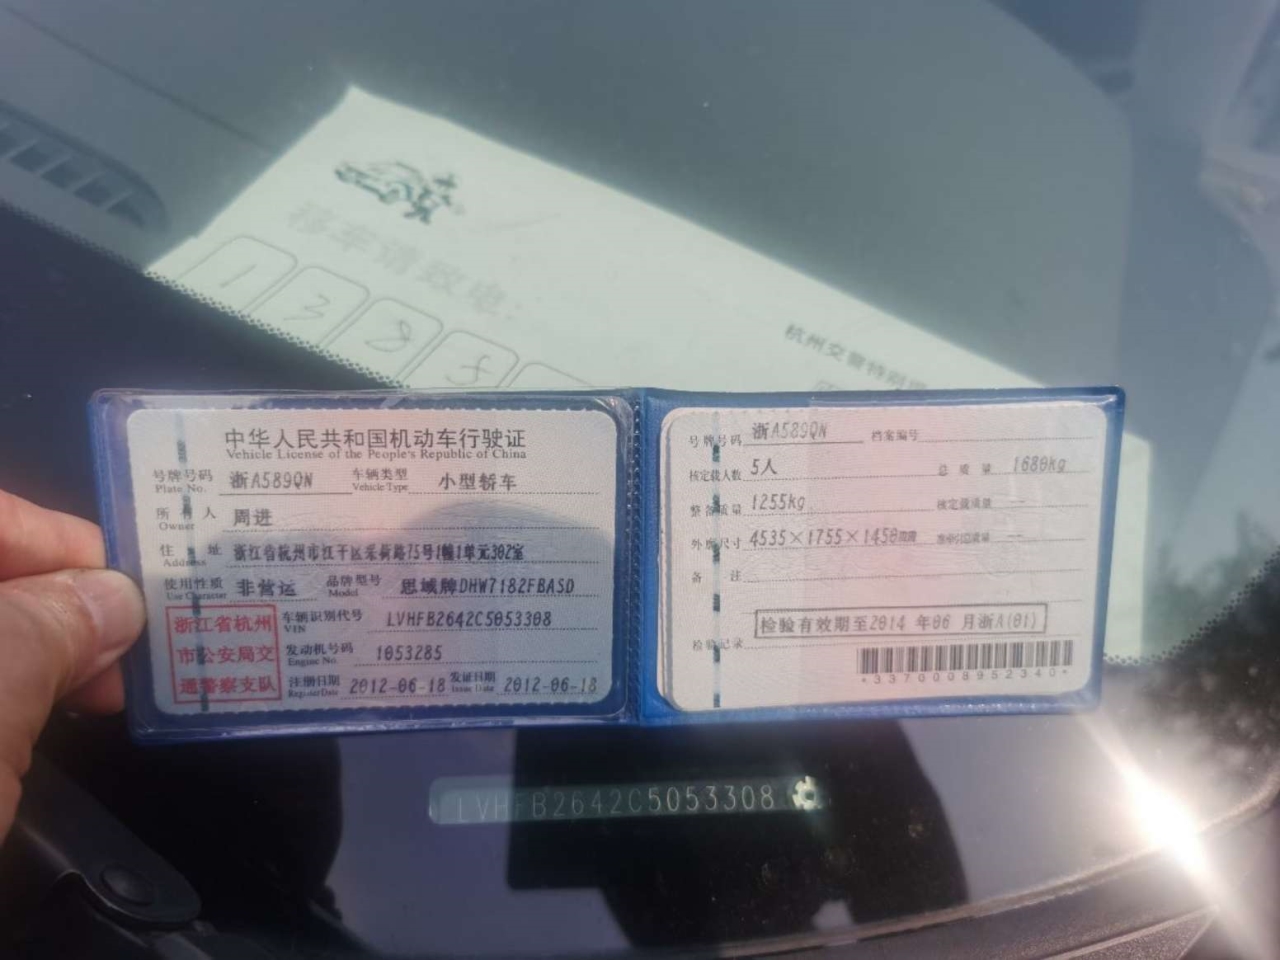 移车请致电:
1 3 8 5
杭州交警特别提
中华人民共和国机动车行驶证
Vehicle License of the People's Republic of China
号牌号码 浙A589QN 车辆类型 小型轿车
Plate No. Vehicle Type
所有人 周进
Owner
住址 浙江省杭州市江干区采荷路75号1幢1单元302室
Address
使用性质 非营运 品牌型号 思域牌DHW7182FBASD
Use Character Model
浙江省杭州
市公安局交
通警察支队
车辆识别代号 LVHFB2642C5053308
VIN
发动机号码 1053285
Engine No.
注册日期 2012-06-18 发证日期 2012-06-18
Register Date Issue Date
号牌号码 浙A589QN 档案编号
核定载人数 5人 总质量 1680kg
整备质量 1255kg 核定载质量 —
外廓尺寸 4535×1755×1450mm 准牵引总质量 —
备注
检验有效期至2014 年06 月浙A(01)
检验记录
*3370008952340*
LVHFB2642C5053308